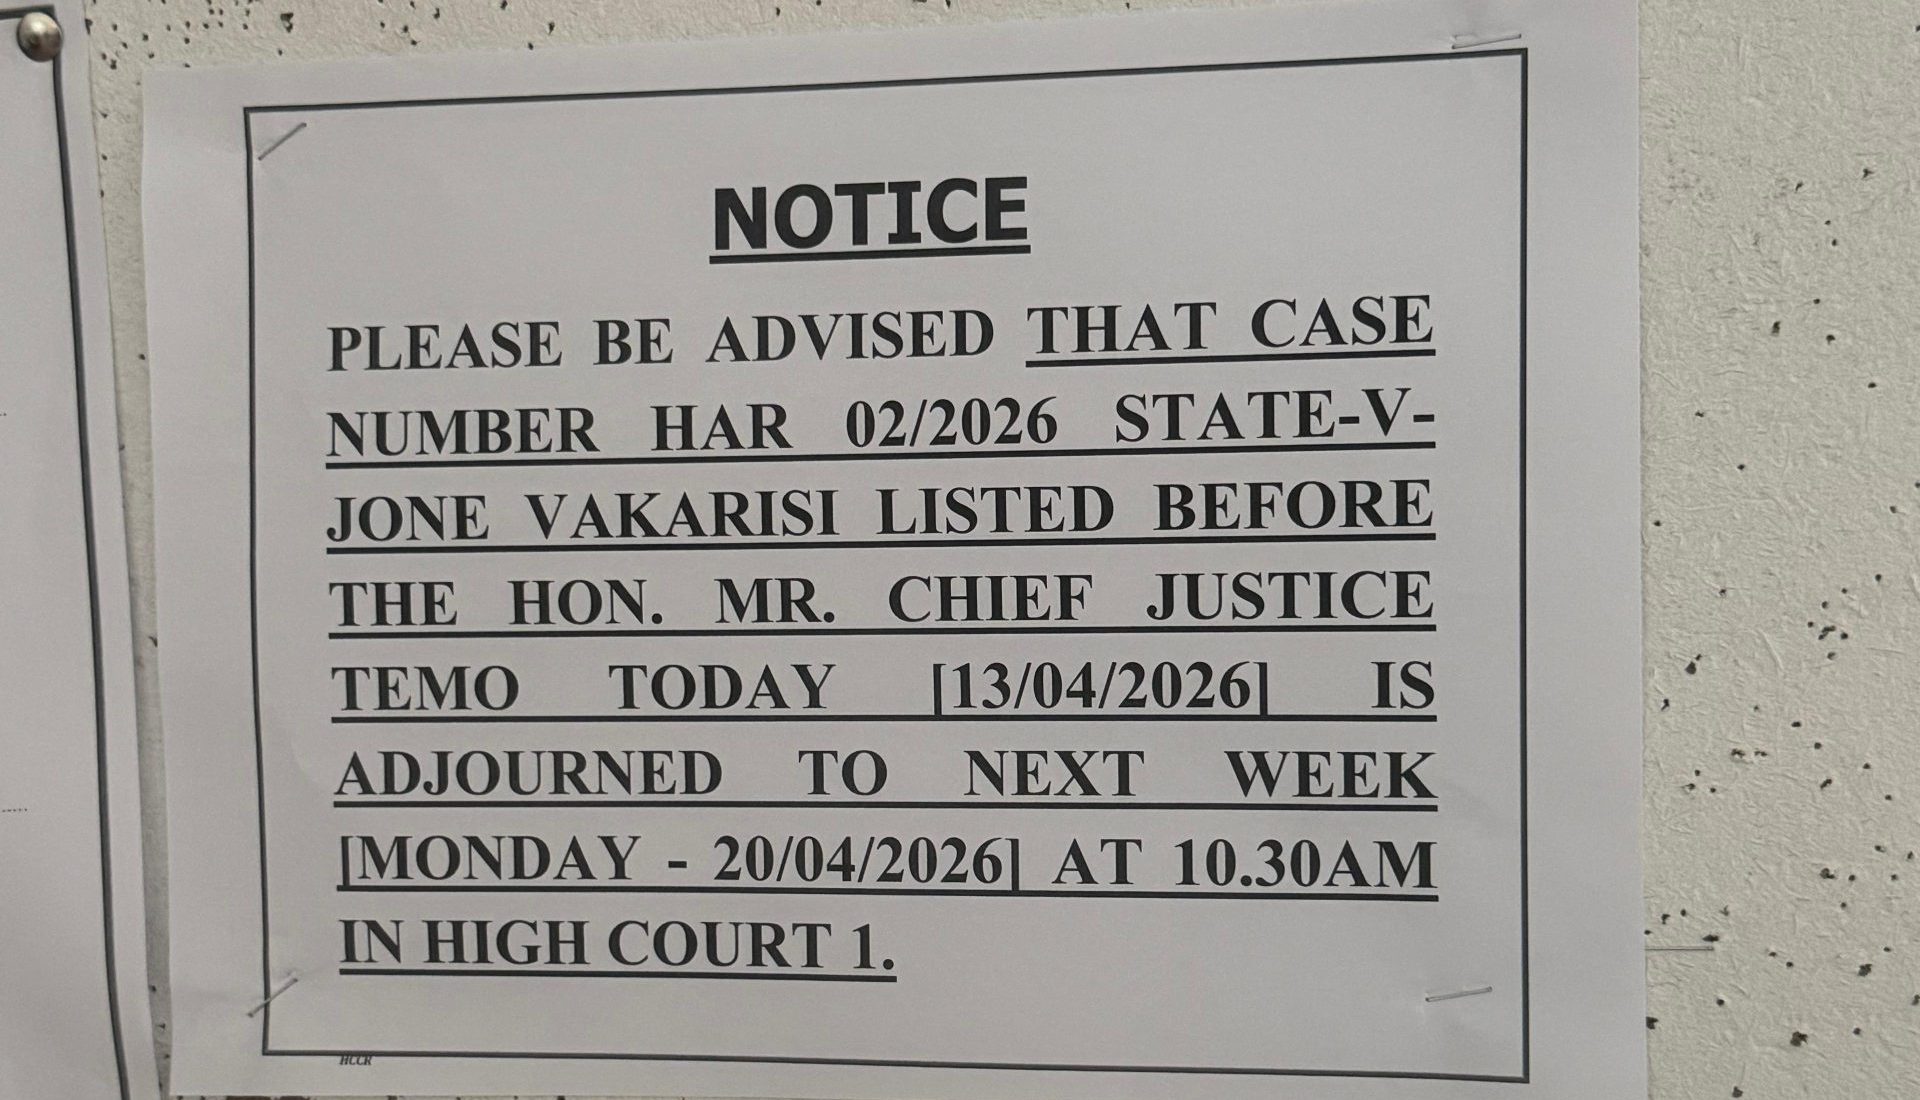 NOTICE
PLEASE BE ADVISED THAT CASE
NUMBER HAR 02/2026 STATE-V-
JONE VAKARISI LISTED BEFORE
THE HON. MR. CHIEF JUSTICE
TEMO TODAY [13/04/2026] IS
ADJOURNED TO NEXT WEEK
[MONDAY - 20/04/2026] AT 10.30AM
IN HIGH COURT 1.
HCCR